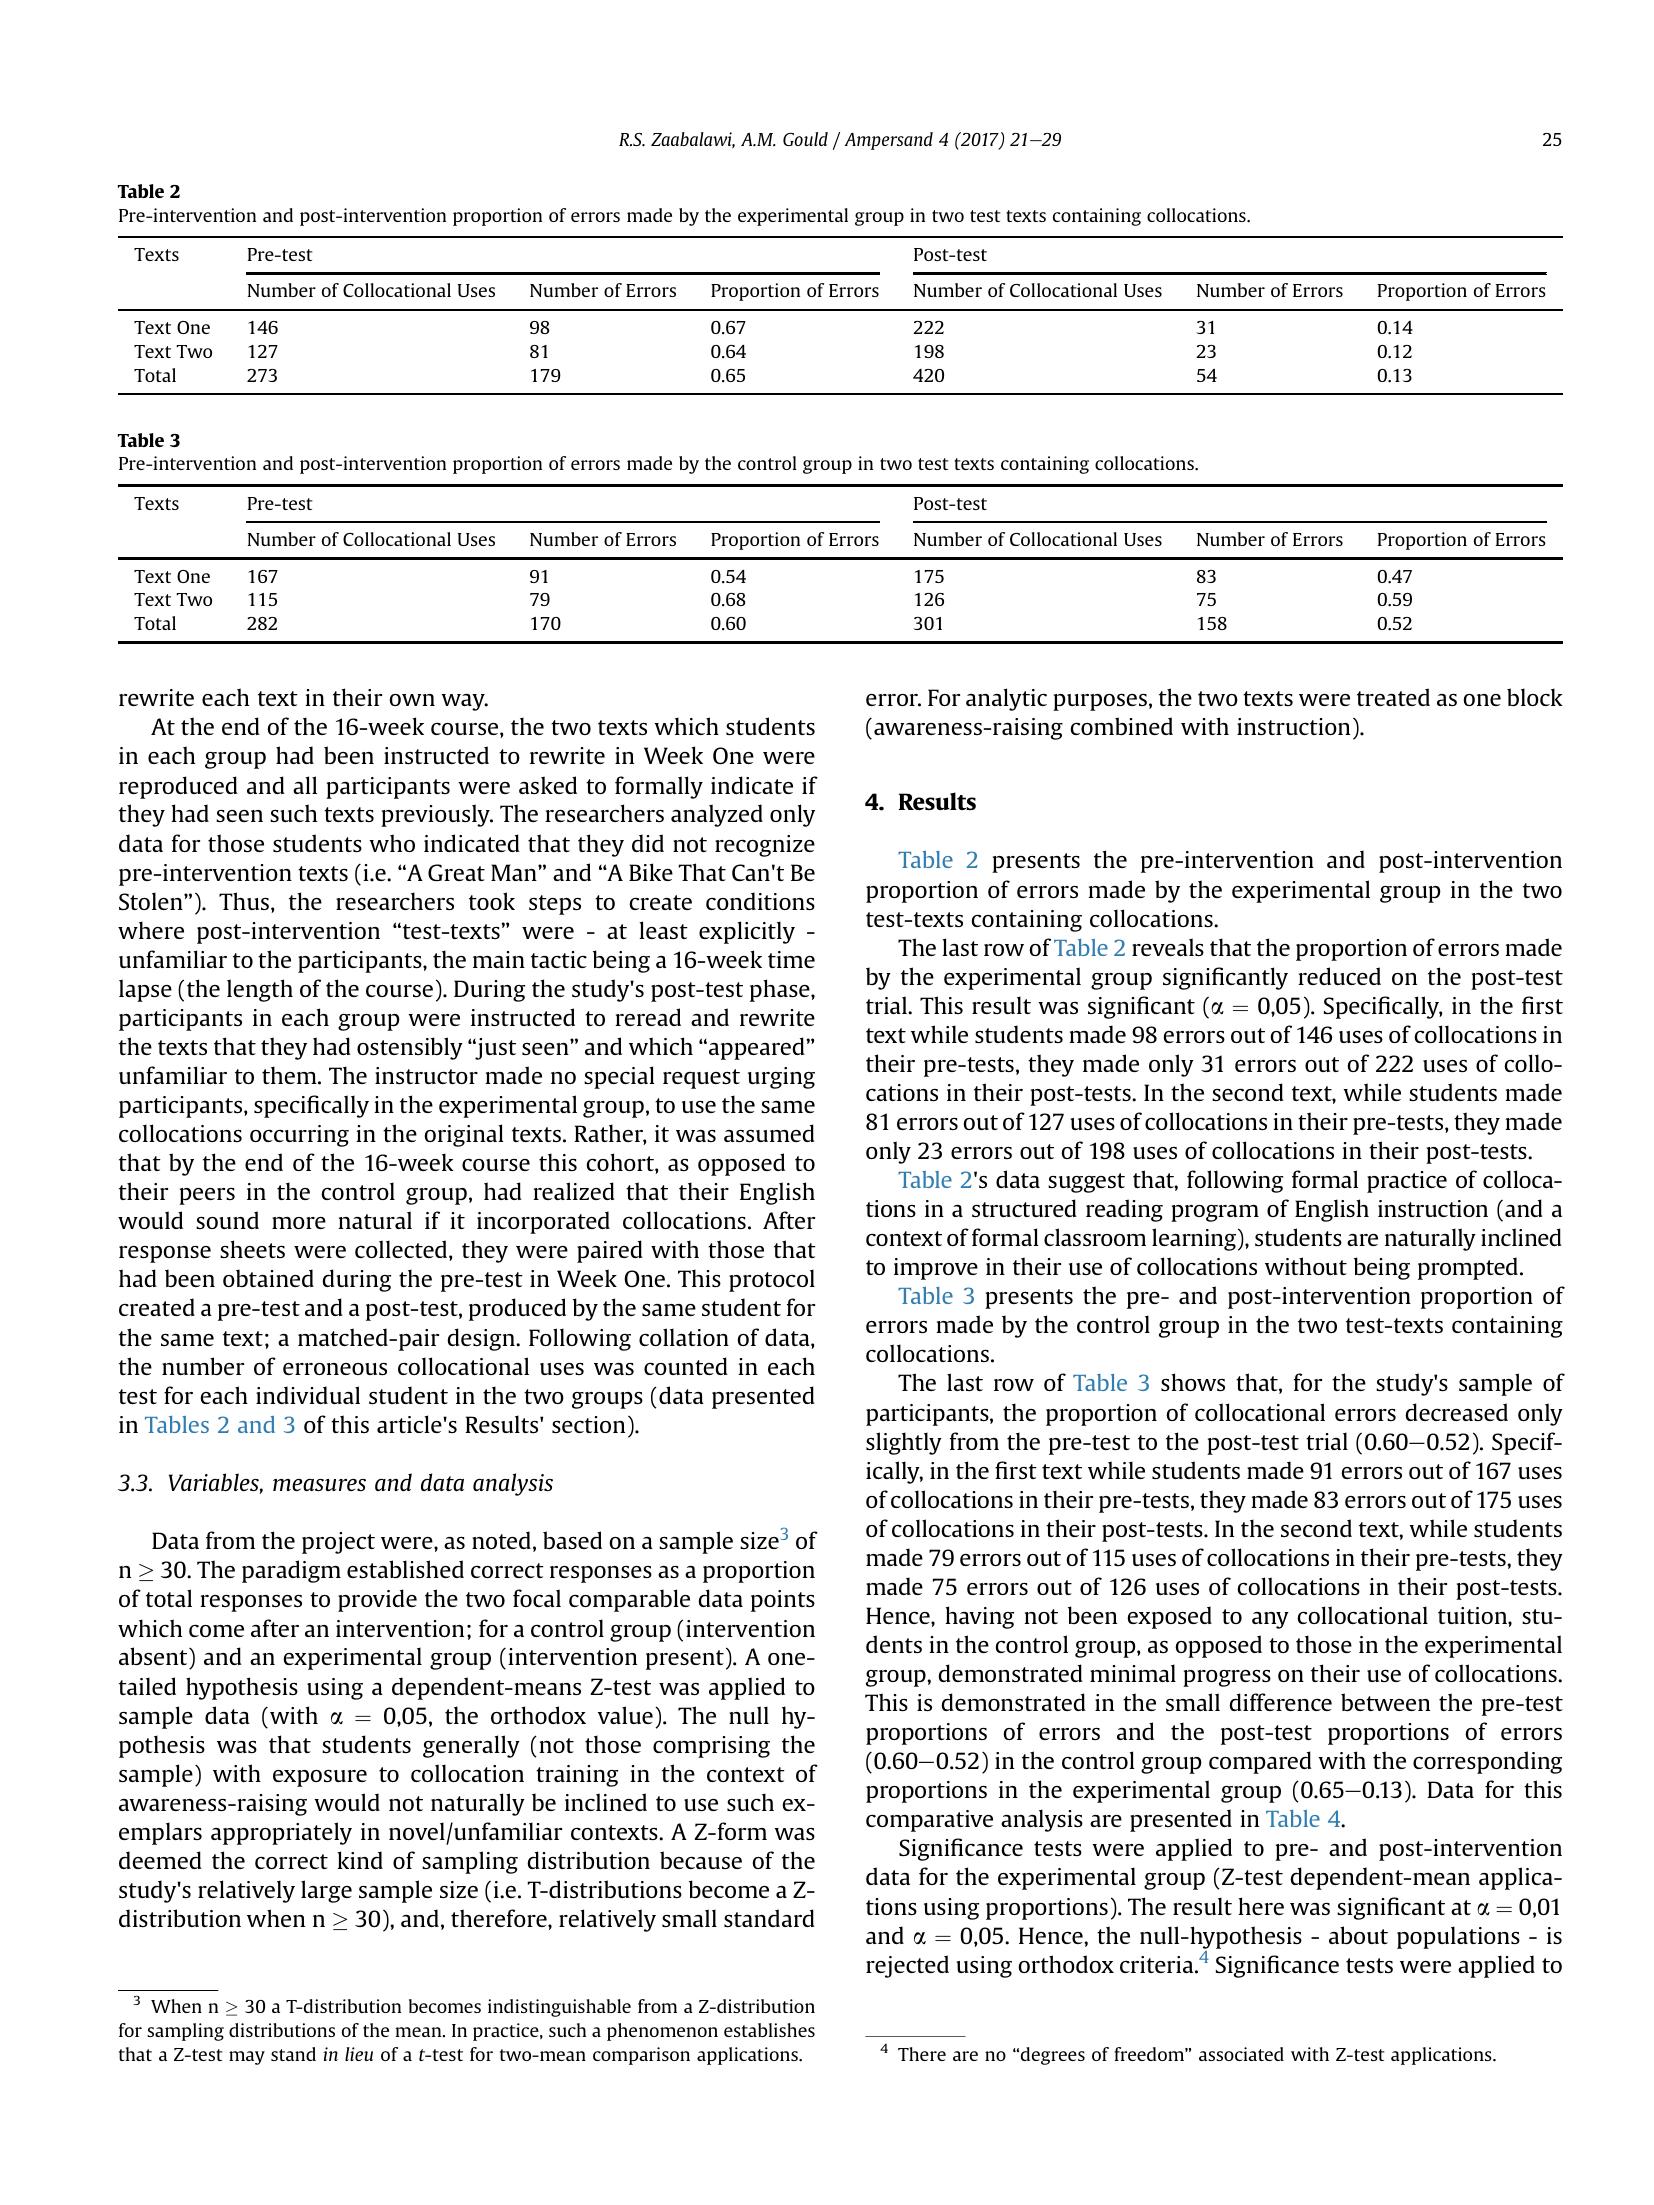 R.S. Zaabalawi, A.M. Gould / Ampersand 4 (2017) 21–29
25
Table 2
Pre-intervention and post-intervention proportion of errors made by the experimental group in two test texts containing collocations.
Texts Pre-test Post-test
Number of Collocational Uses Number of Errors Proportion of Errors Number of Collocational Uses Number of Errors Proportion of Errors
Text One 146 98 0.67 222 31 0.14
Text Two 127 81 0.64 198 23 0.12
Total 273 179 0.65 420 54 0.13
Table 3
Pre-intervention and post-intervention proportion of errors made by the control group in two test texts containing collocations.
Texts Pre-test Post-test
Number of Collocational Uses Number of Errors Proportion of Errors Number of Collocational Uses Number of Errors Proportion of Errors
Text One 167 91 0.54 175 83 0.47
Text Two 115 79 0.68 126 75 0.59
Total 282 170 0.60 301 158 0.52
rewrite each text in their own way.
At the end of the 16-week course, the two texts which students
in each group had been instructed to rewrite in Week One were
reproduced and all participants were asked to formally indicate if
they had seen such texts previously. The researchers analyzed only
data for those students who indicated that they did not recognize
pre-intervention texts (i.e. “A Great Man” and “A Bike That Can't Be
Stolen”). Thus, the researchers took steps to create conditions
where post-intervention “test-texts” were - at least explicitly -
unfamiliar to the participants, the main tactic being a 16-week time
lapse (the length of the course). During the study's post-test phase,
participants in each group were instructed to reread and rewrite
the texts that they had ostensibly “just seen” and which “appeared”
unfamiliar to them. The instructor made no special request urging
participants, specifically in the experimental group, to use the same
collocations occurring in the original texts. Rather, it was assumed
that by the end of the 16-week course this cohort, as opposed to
their peers in the control group, had realized that their English
would sound more natural if it incorporated collocations. After
response sheets were collected, they were paired with those that
had been obtained during the pre-test in Week One. This protocol
created a pre-test and a post-test, produced by the same student for
the same text; a matched-pair design. Following collation of data,
the number of erroneous collocational uses was counted in each
test for each individual student in the two groups (data presented
in Tables 2 and 3 of this article's Results' section).
3.3. Variables, measures and data analysis
Data from the project were, as noted, based on a sample size3 of
n ≥ 30. The paradigm established correct responses as a proportion
of total responses to provide the two focal comparable data points
which come after an intervention; for a control group (intervention
absent) and an experimental group (intervention present). A one-
tailed hypothesis using a dependent-means Z-test was applied to
sample data (with α = 0,05, the orthodox value). The null hy-
pothesis was that students generally (not those comprising the
sample) with exposure to collocation training in the context of
awareness-raising would not naturally be inclined to use such ex-
emplars appropriately in novel/unfamiliar contexts. A Z-form was
deemed the correct kind of sampling distribution because of the
study's relatively large sample size (i.e. T-distributions become a Z-
distribution when n ≥ 30), and, therefore, relatively small standard
3 When n ≥ 30 a T-distribution becomes indistinguishable from a Z-distribution
for sampling distributions of the mean. In practice, such a phenomenon establishes
that a Z-test may stand in lieu of a t-test for two-mean comparison applications.
error. For analytic purposes, the two texts were treated as one block
(awareness-raising combined with instruction).
4. Results
Table 2 presents the pre-intervention and post-intervention
proportion of errors made by the experimental group in the two
test-texts containing collocations.
The last row of Table 2 reveals that the proportion of errors made
by the experimental group significantly reduced on the post-test
trial. This result was significant (α = 0,05). Specifically, in the first
text while students made 98 errors out of 146 uses of collocations in
their pre-tests, they made only 31 errors out of 222 uses of collo-
cations in their post-tests. In the second text, while students made
81 errors out of 127 uses of collocations in their pre-tests, they made
only 23 errors out of 198 uses of collocations in their post-tests.
Table 2's data suggest that, following formal practice of colloca-
tions in a structured reading program of English instruction (and a
context of formal classroom learning), students are naturally inclined
to improve in their use of collocations without being prompted.
Table 3 presents the pre- and post-intervention proportion of
errors made by the control group in the two test-texts containing
collocations.
The last row of Table 3 shows that, for the study's sample of
participants, the proportion of collocational errors decreased only
slightly from the pre-test to the post-test trial (0.60–0.52). Specif-
ically, in the first text while students made 91 errors out of 167 uses
of collocations in their pre-tests, they made 83 errors out of 175 uses
of collocations in their post-tests. In the second text, while students
made 79 errors out of 115 uses of collocations in their pre-tests, they
made 75 errors out of 126 uses of collocations in their post-tests.
Hence, having not been exposed to any collocational tuition, stu-
dents in the control group, as opposed to those in the experimental
group, demonstrated minimal progress on their use of collocations.
This is demonstrated in the small difference between the pre-test
proportions of errors and the post-test proportions of errors
(0.60–0.52) in the control group compared with the corresponding
proportions in the experimental group (0.65–0.13). Data for this
comparative analysis are presented in Table 4.
Significance tests were applied to pre- and post-intervention
data for the experimental group (Z-test dependent-mean applica-
tions using proportions). The result here was significant at α = 0,01
and α = 0,05. Hence, the null-hypothesis - about populations - is
rejected using orthodox criteria.4 Significance tests were applied to
4 There are no “degrees of freedom” associated with Z-test applications.